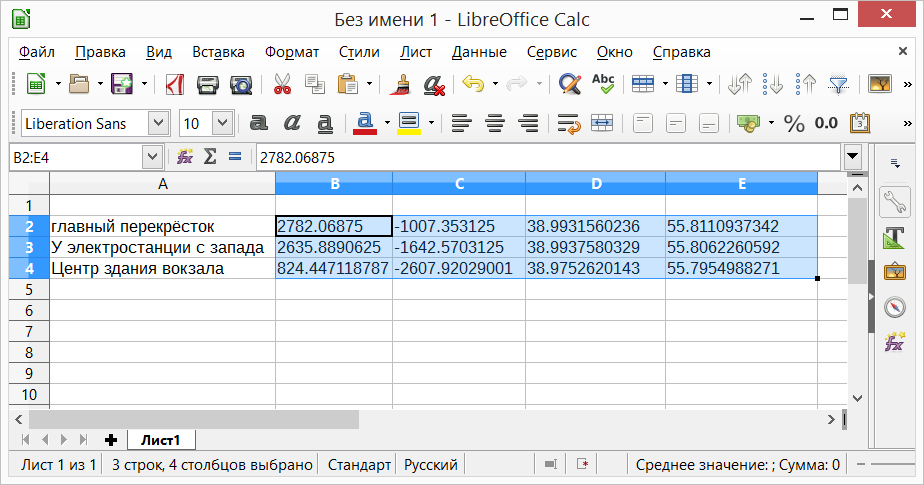 Без имени 1 - LibreOffice Calc
Файл Правка Вид Вставка Формат Стили Лист Данные Сервис Окно Справка
Abc
Liberation Sans 10 a a a a a % 0.0
B2:E4 fx Σ = 2782.06875
A B C D E
1
2 главный перекрёсток 2782.06875 -1007.353125 38.9931560236 55.8110937342
3 У электростанции с запада 2635.8890625 -1642.5703125 38.9937580329 55.8062260592
4 Центр здания вокзала 824.447118787 -2607.92029001 38.9752620143 55.7954988271
5
6
7
8
9
10
Лист1
Лист 1 из 1 3 строк, 4 столбцов выбрано Стандарт Русский Среднее значение: ; Сумма: 0